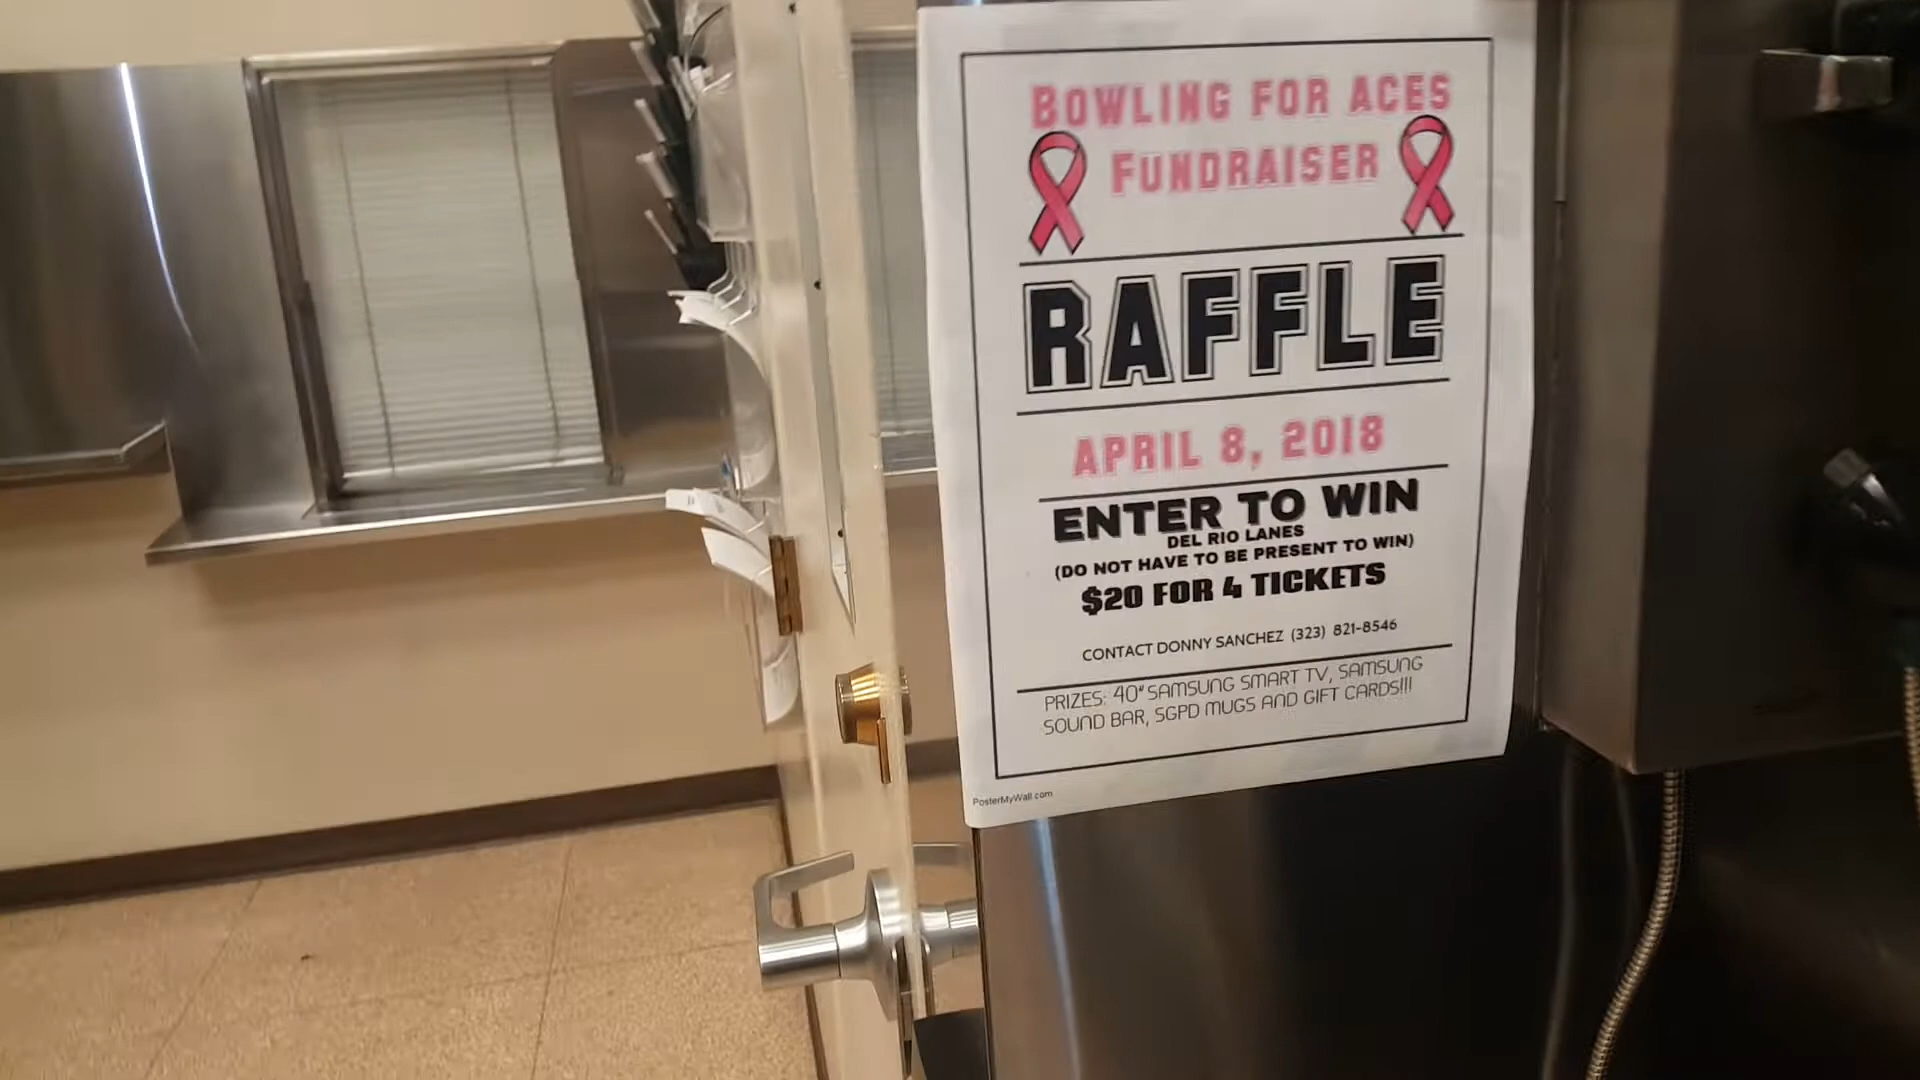 BOWLING FOR ACES
FUNDRAISER
RAFFLE
APRIL 8, 2018
ENTER TO WIN
DEL RIO LANES
(DO NOT HAVE TO BE PRESENT TO WIN)
$20 FOR 4 TICKETS
CONTACT DONNY SANCHEZ (323) 821-8546
PRIZES: 40" SAMSUNG SMART TV, SAMSUNG
SOUND BAR, SGPD MUGS AND GIFT CARDS!!!
PosterMyWall.com